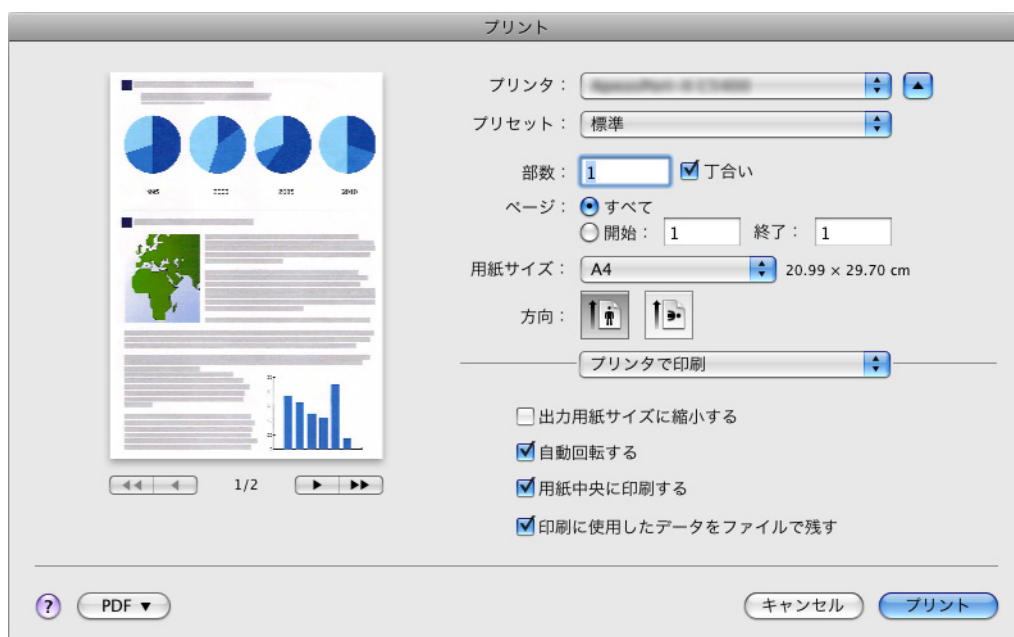 プリント
プリンタ：
プリセット： 標準
部数： 1 丁合い
ページ： すべて
開始： 1 終了： 1
用紙サイズ： A4 20.99 × 29.70 cm
方向：
プリンタで印刷
出力用紙サイズに縮小する
自動回転する
用紙中央に印刷する
印刷に使用したデータをファイルで残す
1/2
? PDF キャンセル プリント